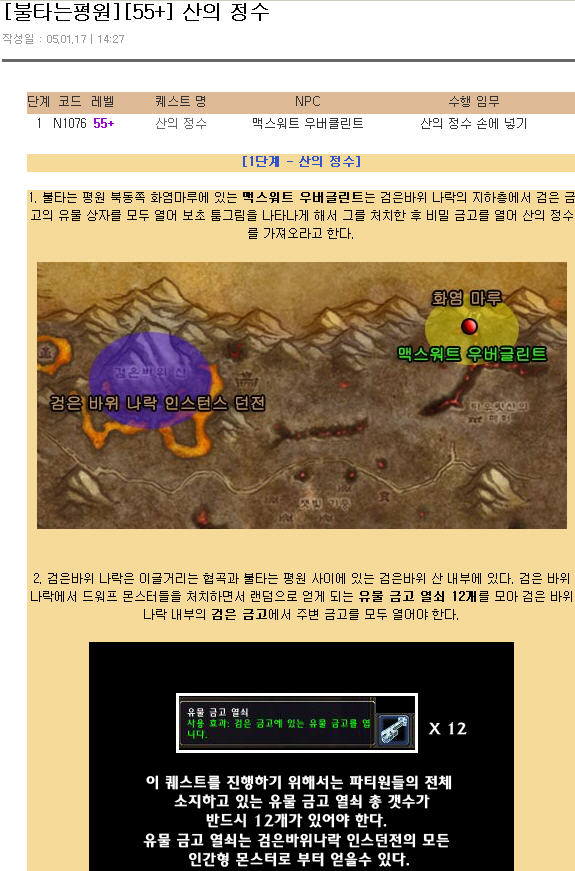 [불타는평원][55+] 산의 정수
작성일 : 05.01.17 | 14:27
단계 코드 레벨 퀘스트 명 NPC 수행 임무
1 N1076 55+ 산의 정수 맥스워트 우버클린트 산의 정수 손에 넣기
[1단계 - 산의 정수]
1. 불타는 평원 북동쪽 화염마루에 있는 맥스워트 우버클린트는 검은바위 나락의 지하층에서 검은 금
고의 유물 상자를 모두 열어 보초 둠그림을 나타나게 해서 그를 처치한 후 비밀 금고를 열어 산의 정수
를 가져오라고 한다.
화염 마루
맥스워트 우버글린트
검은바위 산
검은 바위 나락 인스턴스 던전
2. 검은바위 나락은 이글거리는 협곡과 불타는 평원 사이에 있는 검은바위 산 내부에 있다. 검은 바위
나락에서 드워프 몬스터들을 처치하면서 랜덤으로 얻게 되는 유물 금고 열쇠 12개를 모아 검은 바위
나락 내부의 검은 금고에서 주변 금고를 모두 열어야 한다.
유물 금고 열쇠
사용 효과: 검은 금고에 있는 유물 금고를 엽
니다.
X 12
이 퀘스트를 진행하기 위해서는 파티원들의 전체
소지하고 있는 유물 금고 열쇠 총 갯수가
반드시 12개가 있어야 한다.
유물 금고 열쇠는 검은바위나락 인스던전의 모든
인간형 몬스터로 부터 얻을수 있다.